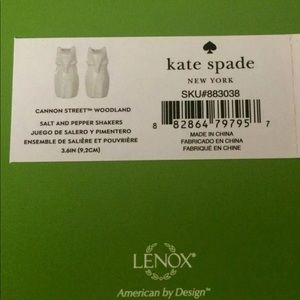 kate spade
NEW YORK
SKU#883038
8 82864 79795 7
MADE IN CHINA
FABRICADO EN CHINA
FABRIQUÉ EN CHINE
CANNON STREET™ WOODLAND
SALT AND PEPPER SHAKERS
JUEGO DE SALERO Y PIMENTERO
ENSEMBLE DE SALIÈRE ET POIVRIÈRE
3.6IN (9,2CM)
LENOX®
American by Design™